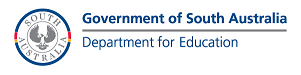 SOUTH
AUSTRALIA
Government of South Australia
Department for Education